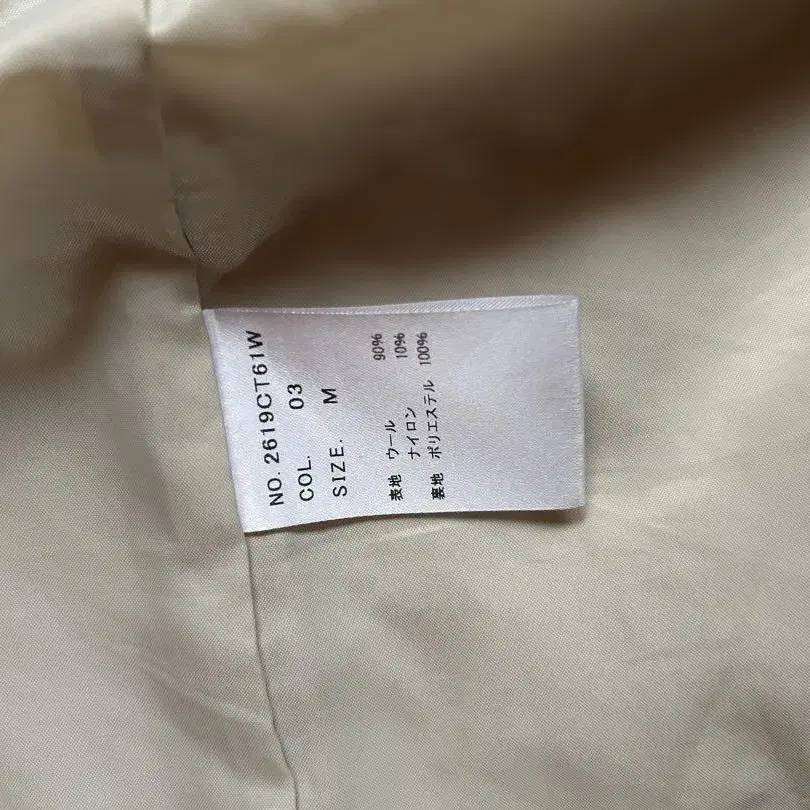 NO. 2619CT61W
COL. 03
SIZE. M
表地 ウール 90%
ナイロン 10%
裏地 ポリエステル 100%